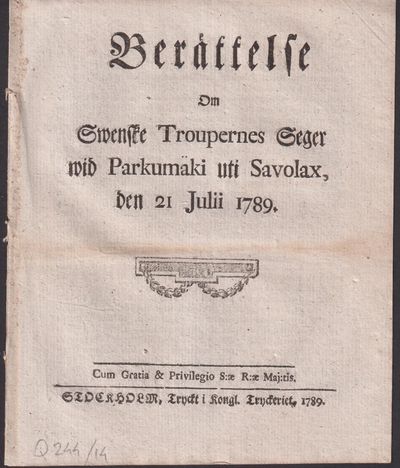 Berättelse
Om
Swenske Troupernes Seger
wid Parkumäki uti Savolax,
den 21 Julii 1789.
Cum Gratia & Privilegio S:æ R:æ Maj:tis.
STOCKHOLM, Tryckt i Kongl. Tryckeriet, 1789.
Q 244/14